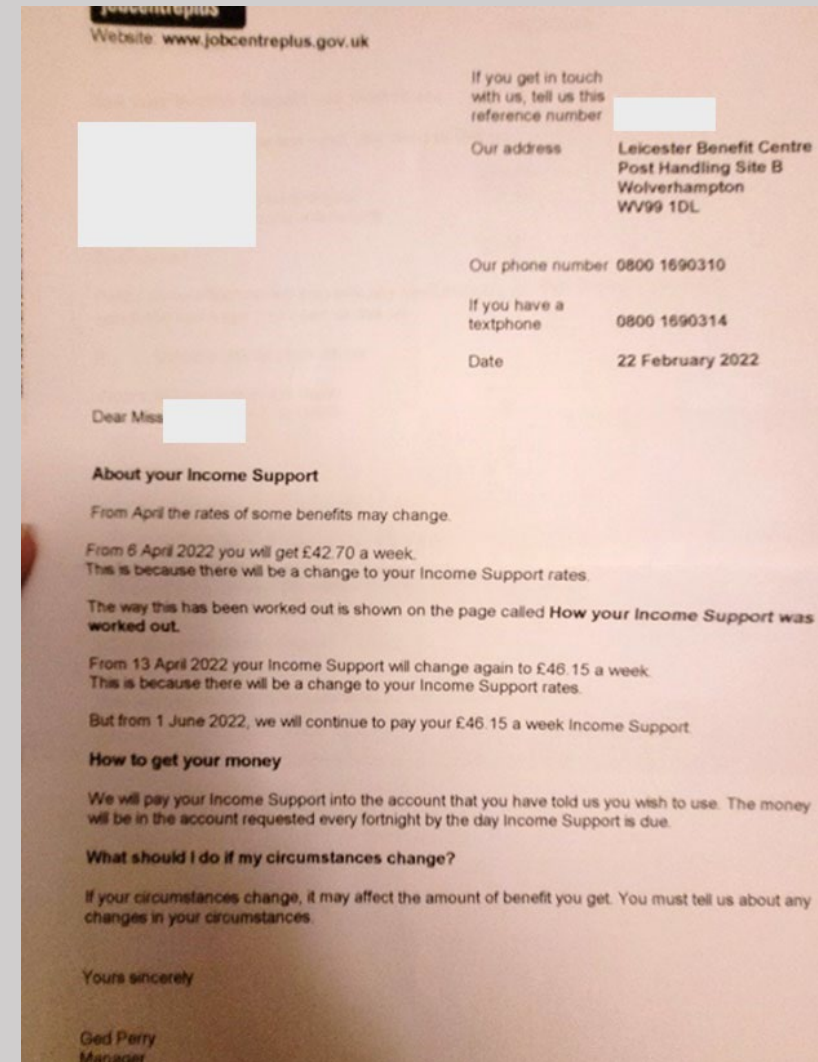 jobcentreplus
Website www.jobcentreplus.gov.uk
If you get in touch
with us, tell us this
reference number
Our address Leicester Benefit Centre
Post Handling Site B
Wolverhampton
WV99 1DL
Our phone number 0800 1690310
If you have a
textphone 0800 1690314
Date 22 February 2022
Dear Miss
About your Income Support
From April the rates of some benefits may change.
From 6 April 2022 you will get £42.70 a week.
This is because there will be a change to your Income Support rates.
The way this has been worked out is shown on the page called How your Income Support was
worked out.
From 13 April 2022 your Income Support will change again to £46.15 a week.
This is because there will be a change to your Income Support rates.
But from 1 June 2022, we will continue to pay your £46.15 a week Income Support.
How to get your money
We will pay your Income Support into the account that you have told us you wish to use. The money
will be in the account requested every fortnight by the day Income Support is due.
What should I do if my circumstances change?
If your circumstances change, it may affect the amount of benefit you get. You must tell us about any
changes in your circumstances.
Yours sincerely
Ged Perry
Manager